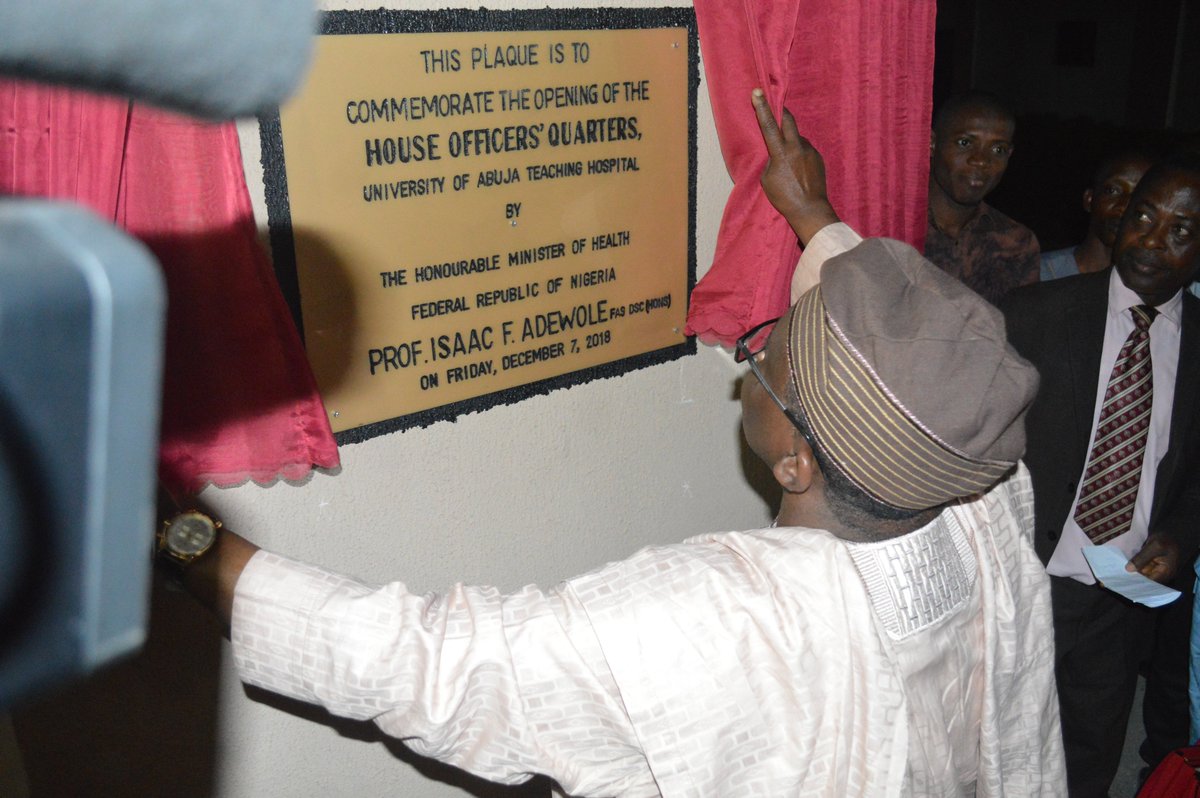 THIS PLAQUE IS TO
COMMEMORATE THE OPENING OF THE
HOUSE OFFICERS' QUARTERS,
UNIVERSITY OF ABUJA TEACHING HOSPITAL
BY
THE HONOURABLE MINISTER OF HEALTH
FEDERAL REPUBLIC OF NIGERIA
PROF. ISAAC F. ADEWOLE FAS DSC (HONS)
ON FRIDAY, DECEMBER 7, 2018